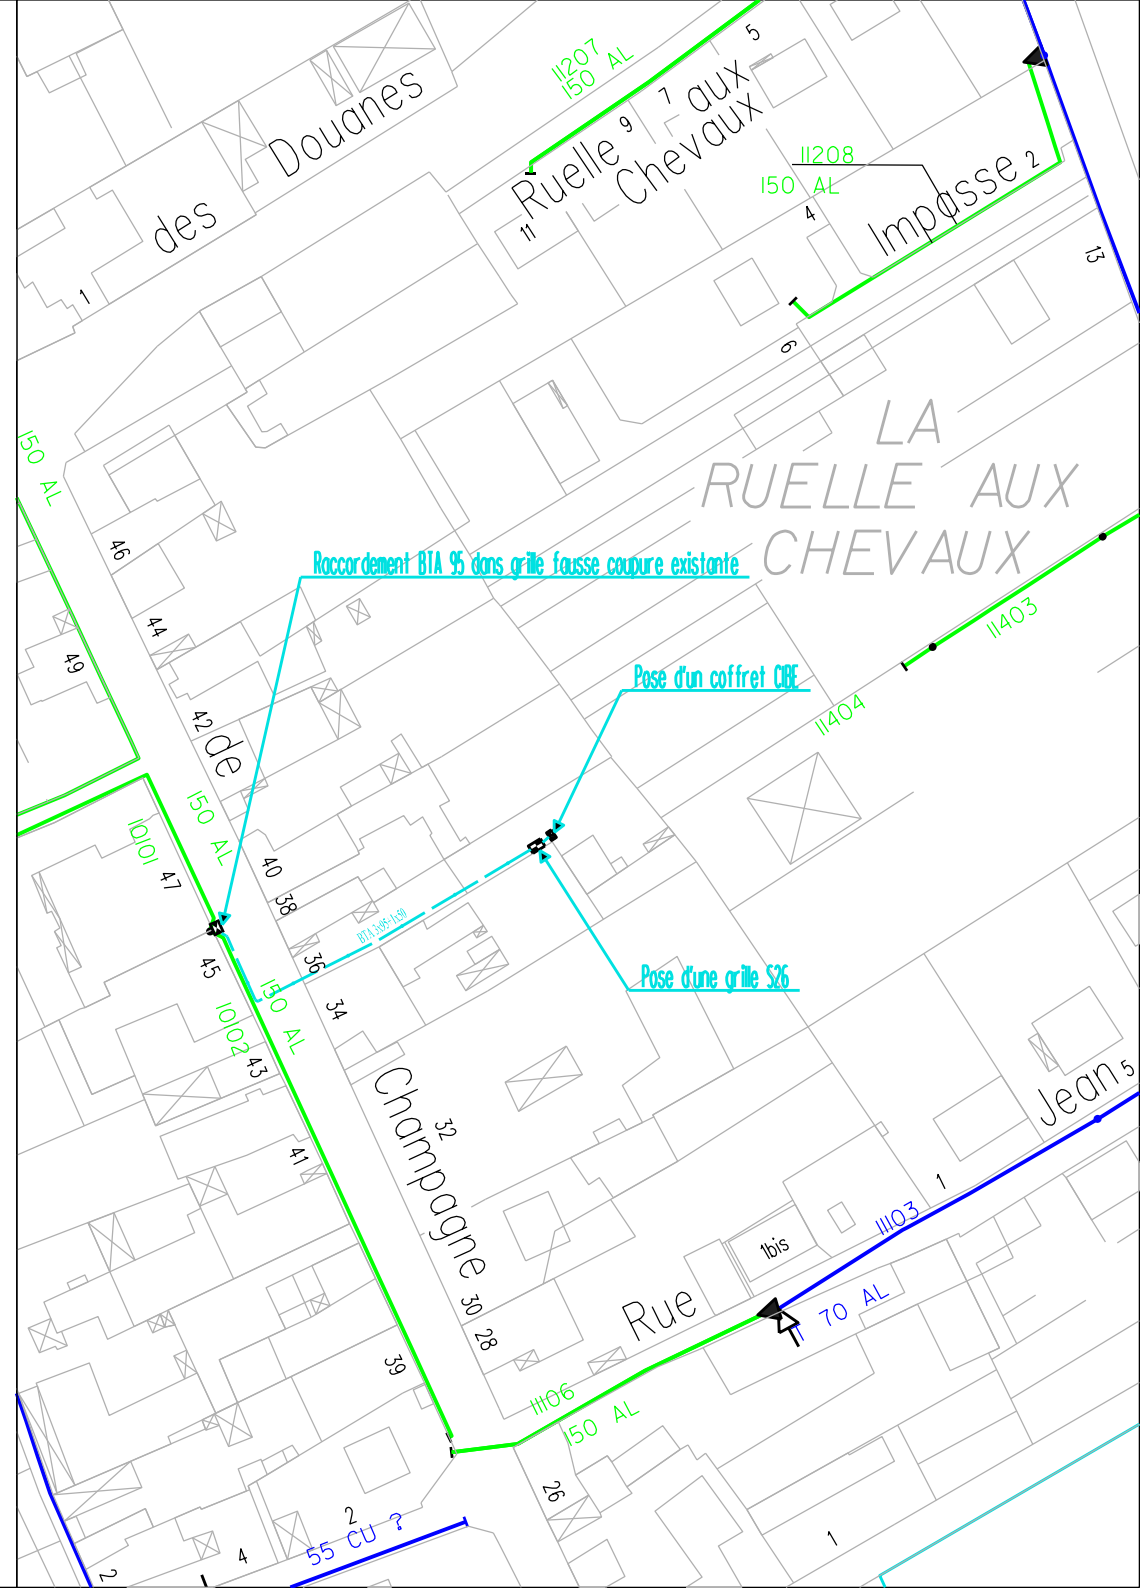 5
11207
150 AL
Douanes
7
aux
9
Ruelle
Chevaux
11208
150 AL
2
Impasse
4
des
11
13
1
6
LA
RUELLE AUX
CHEVAUX
150 AL
46
Raccordement BTA 95 dans grille fausse coupure existante
44
11403
49
Pose d'un coffret CIBE
42
de
11404
150 AL
10101
47
40
38
BTA 3x95+1x50
36
45
Pose d'une grille S26
34
150 AL
10102
43
Jean
5
Champagne
32
41
1
11103
1bis
30
Rue
70 AL
28
39
11106
150 AL
26
2
55 CU ?
1
4
2